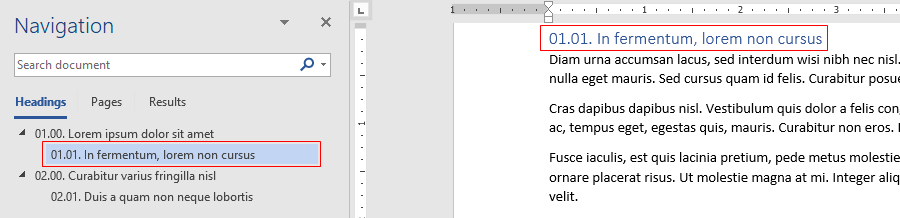 Navigation
Search document
Headings Pages Results
01.00. Lorem ipsum dolor sit amet
01.01. In fermentum, lorem non cursus
02.00. Curabitur varius fringilla nisl
02.01. Duis a quam non neque lobortis
L
1 1 2 3
1
01.01. In fermentum, lorem non cursus
Diam urna accumsan lacus, sed interdum wisi nibh nec nisl.
nulla eget mauris. Sed cursus quam id felis. Curabitur posue
Cras dapibus dapibus nisl. Vestibulum quis dolor a felis con
ac, tempus eget, egestas quis, mauris. Curabitur non eros.
Fusce iaculis, est quis lacinia pretium, pede metus molestie
ornare placerat risus. Ut molestie magna at mi. Integer aliq
velit.